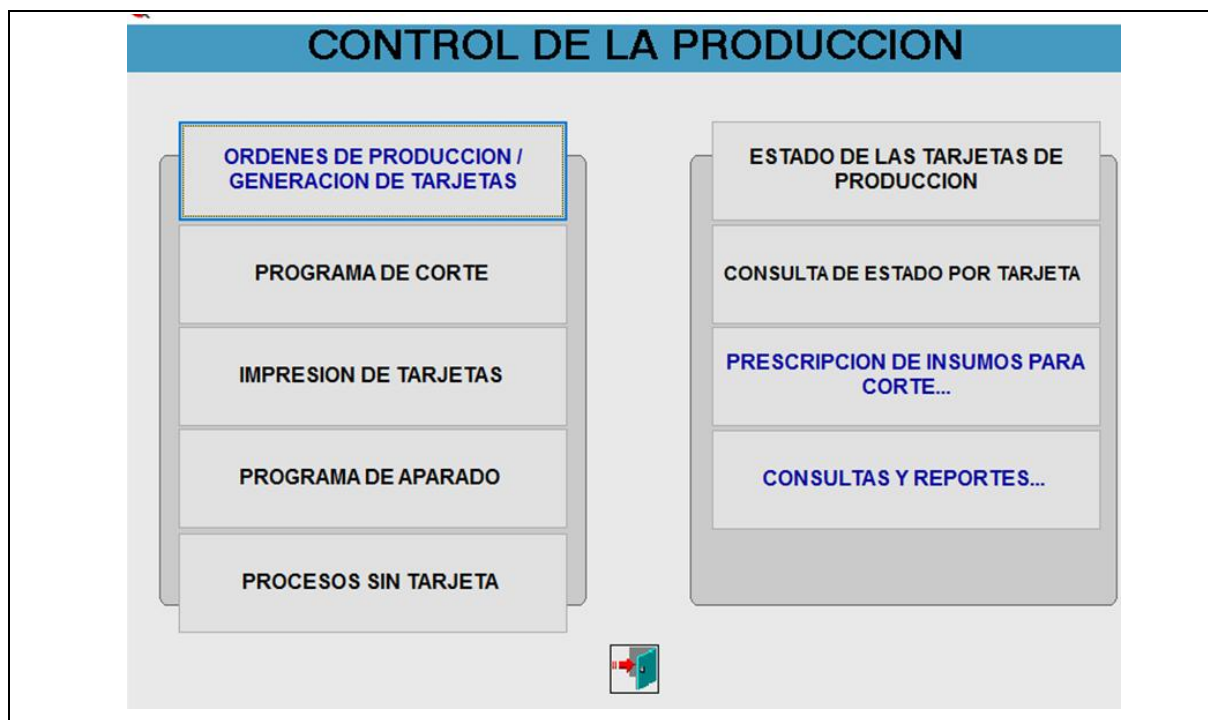 CONTROL DE LA PRODUCCION
ORDENES DE PRODUCCION /
GENERACION DE TARJETAS
PROGRAMA DE CORTE
IMPRESION DE TARJETAS
PROGRAMA DE APARADO
PROCESOS SIN TARJETA
ESTADO DE LAS TARJETAS DE
PRODUCCION
CONSULTA DE ESTADO POR TARJETA
PRESCRIPCION DE INSUMOS PARA
CORTE...
CONSULTAS Y REPORTES...